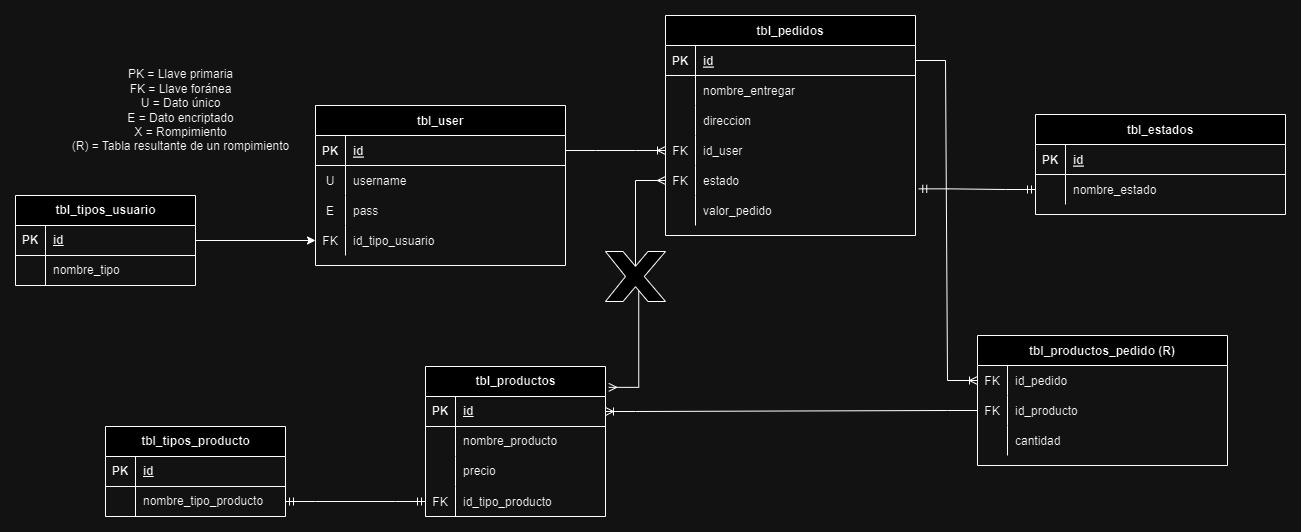 PK = Llave primaria
FK = Llave foránea
U = Dato único
E = Dato encriptado
X = Rompimiento
(R) = Tabla resultante de un rompimiento
tbl_tipos_usuario
PK id
nombre_tipo
tbl_user
PK id
U username
E pass
FK id_tipo_usuario
tbl_pedidos
PK id
nombre_entregar
direccion
FK id_user
FK estado
valor_pedido
tbl_estados
PK id
nombre_estado
X
tbl_tipos_producto
PK id
nombre_tipo_producto
tbl_productos
PK id
nombre_producto
precio
FK id_tipo_producto
tbl_productos_pedido (R)
FK id_pedido
FK id_producto
cantidad